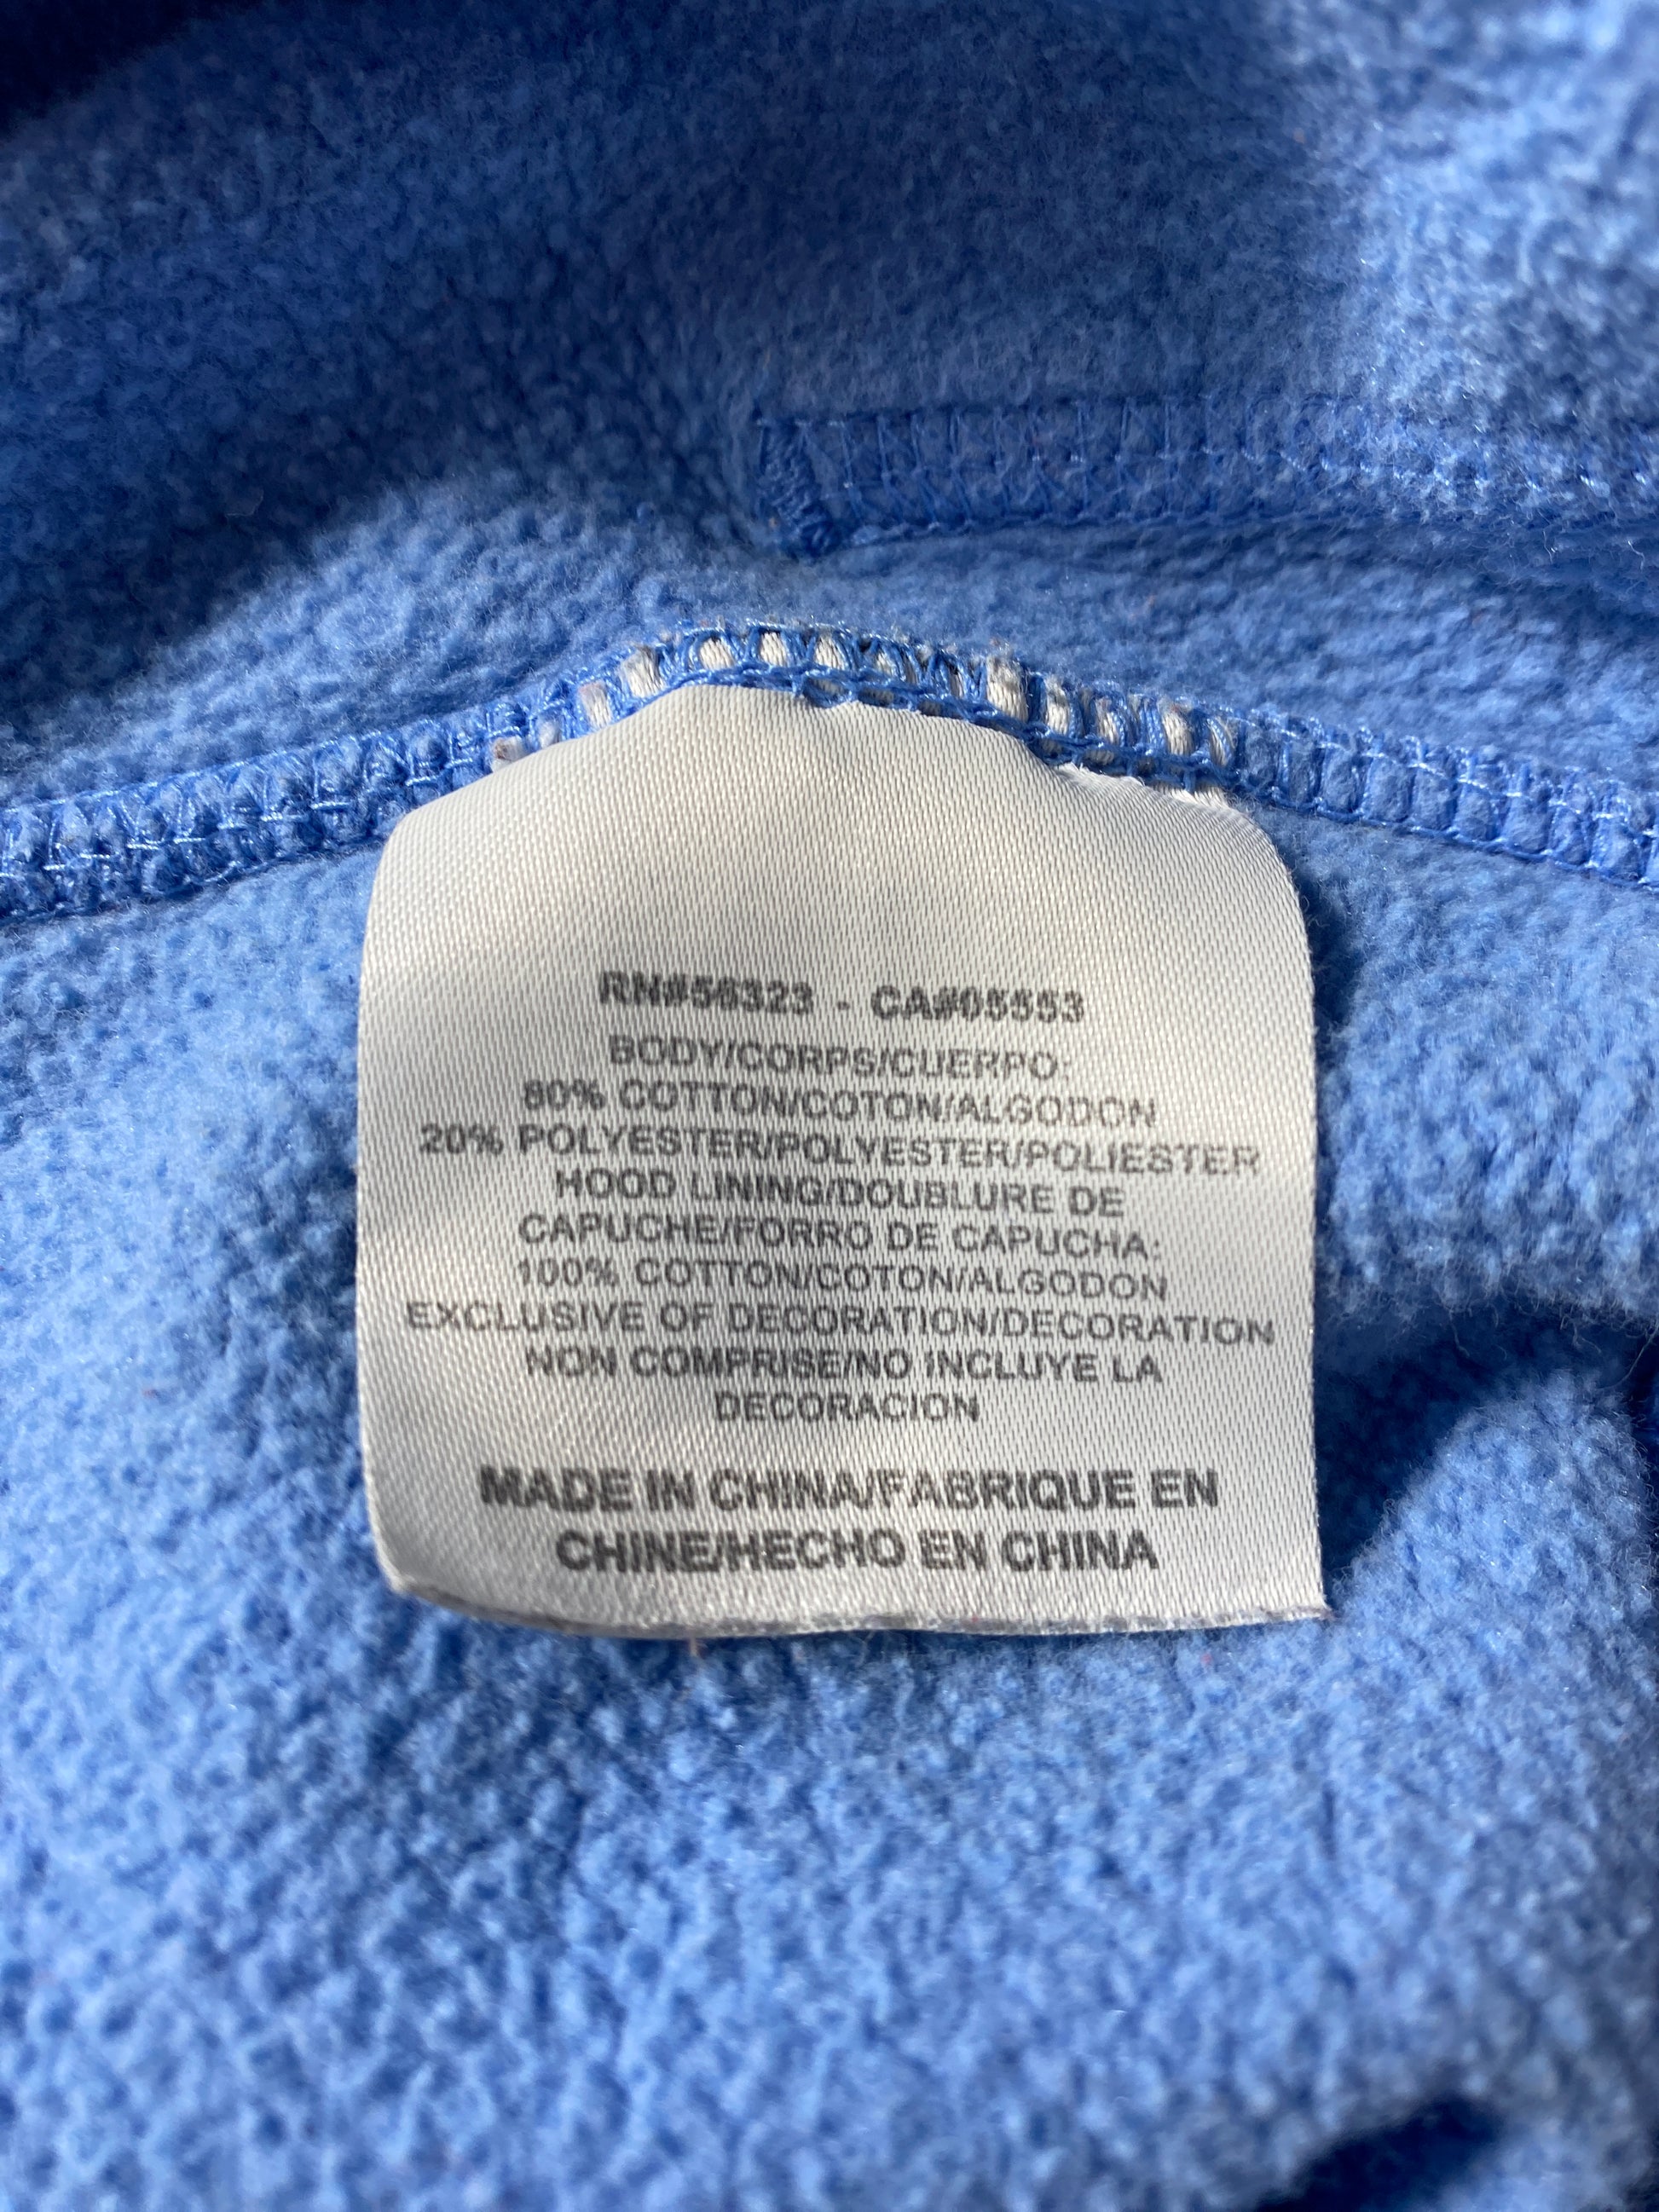 RN#56323 - CA#05553
BODY/CORPS/CUERPO:
80% COTTON/COTON/ALGODON
20% POLYESTER/POLYESTER/POLIESTER
HOOD LINING/DOUBLURE DE
CAPUCHE/FORRO DE CAPUCHA:
100% COTTON/COTON/ALGODON
EXCLUSIVE OF DECORATION/DECORATION
NON COMPRISE/NO INCLUYE LA
DECORACION
MADE IN CHINA/FABRIQUE EN
CHINE/HECHO EN CHINA